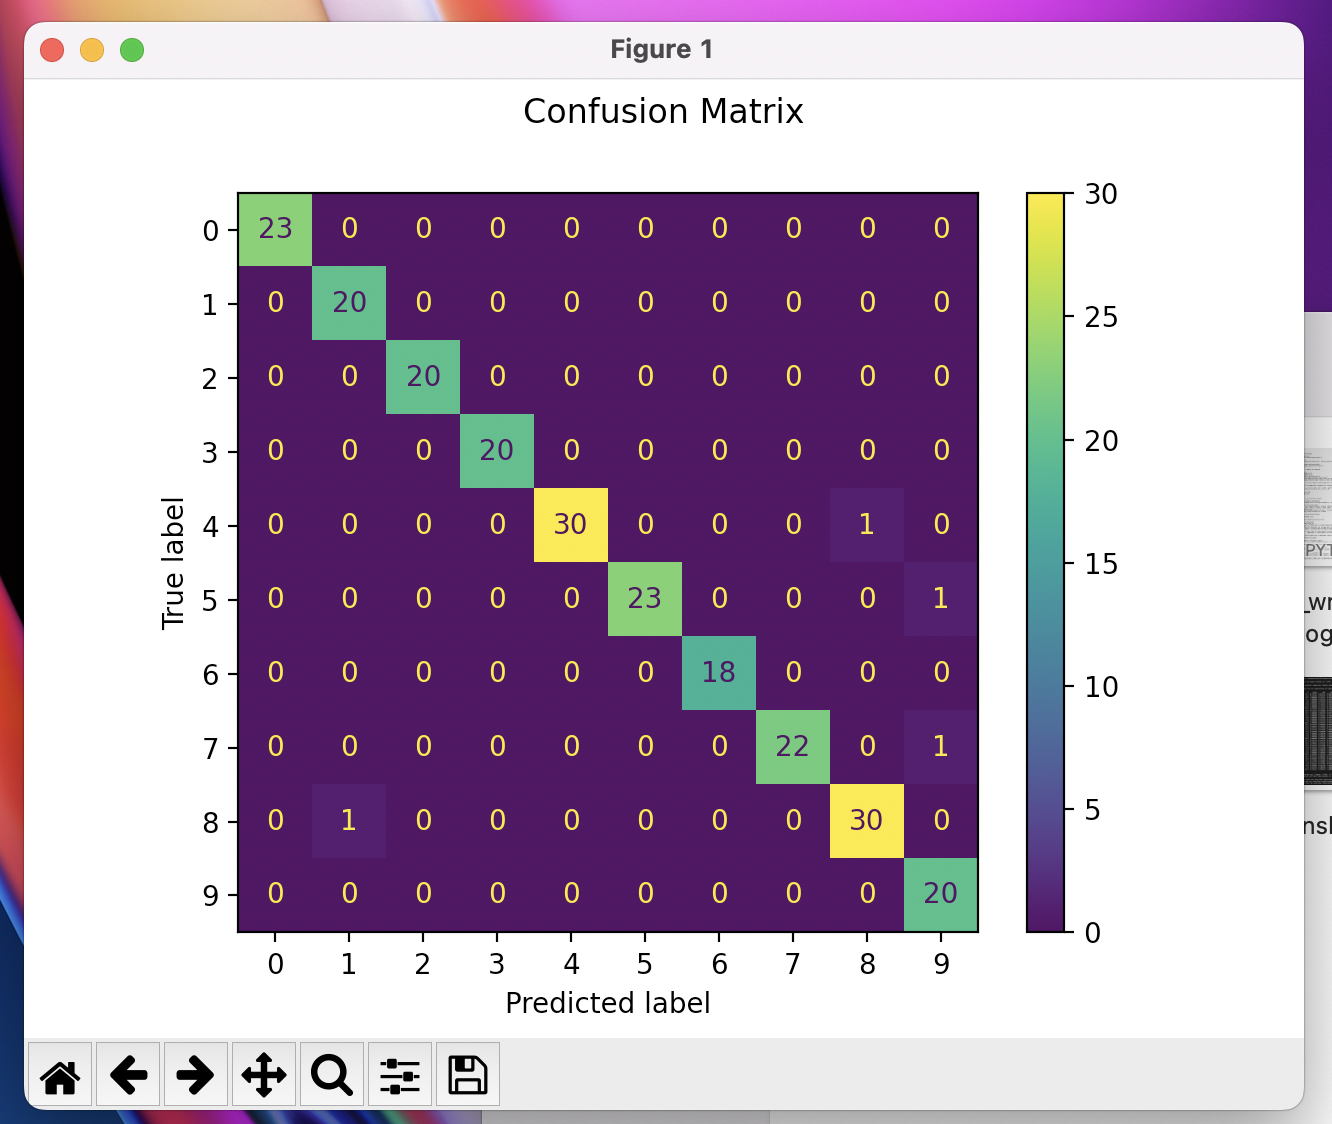 Figure 1
Confusion Matrix
0 23 0 0 0 0 0 0 0 0 0
1 0 20 0 0 0 0 0 0 0 0
2 0 0 20 0 0 0 0 0 0 0
3 0 0 0 20 0 0 0 0 0 0
4 0 0 0 0 30 0 0 0 1 0
5 0 0 0 0 0 23 0 0 0 1
6 0 0 0 0 0 0 18 0 0 0
7 0 0 0 0 0 0 0 22 0 1
8 0 1 0 0 0 0 0 0 30 0
9 0 0 0 0 0 0 0 0 0 20
0 1 2 3 4 5 6 7 8 9
True label
Predicted label
30
25
20
15
10
5
0
PYT
_wr
og
nsl